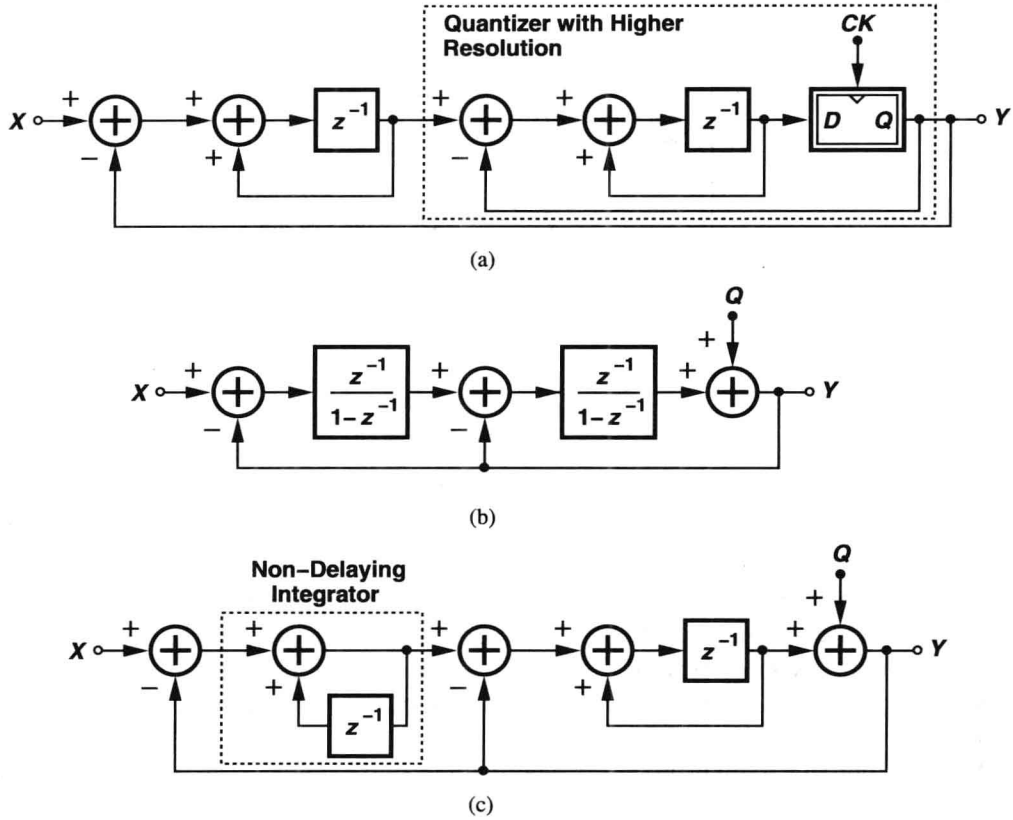 Quantizer with Higher
Resolution
CK
X + + z⁻¹ + + z⁻¹ D Q Y
− + − +
(a)
Q
+
X + z⁻¹ + z⁻¹ + Y
1−z⁻¹ 1−z⁻¹
− −
(b)
Non−Delaying
Integrator
Q
+
X + + + + z⁻¹ + Y
− + z⁻¹ − +
(c)